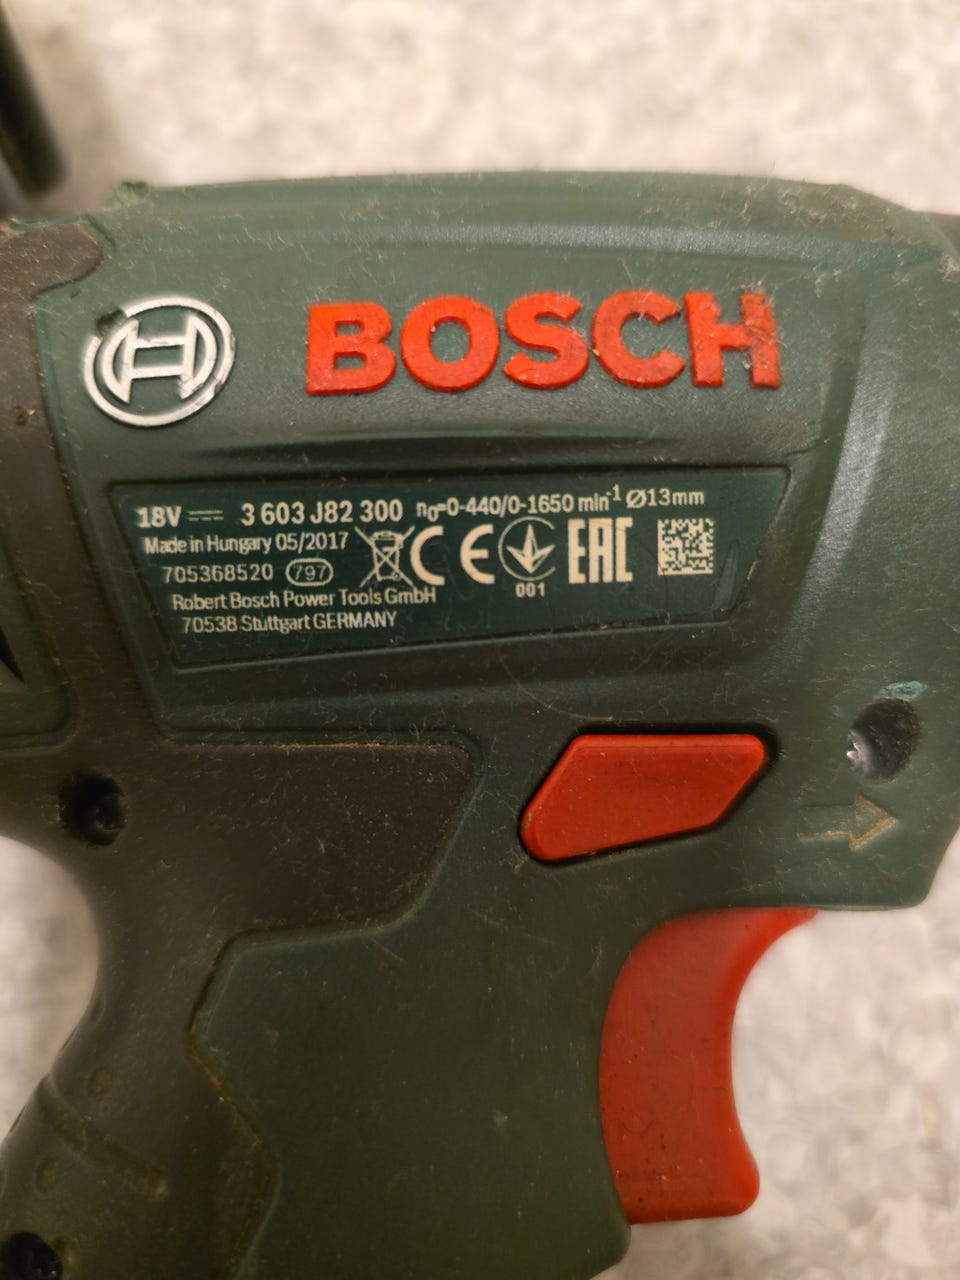 BOSCH
18V 3 603 J82 300 n₀=0-440/0-1650 min⁻¹ Ø13mm
Made in Hungary 05/2017
705368520 797
CE
001
EAC
Robert Bosch Power Tools GmbH
70538 Stuttgart GERMANY